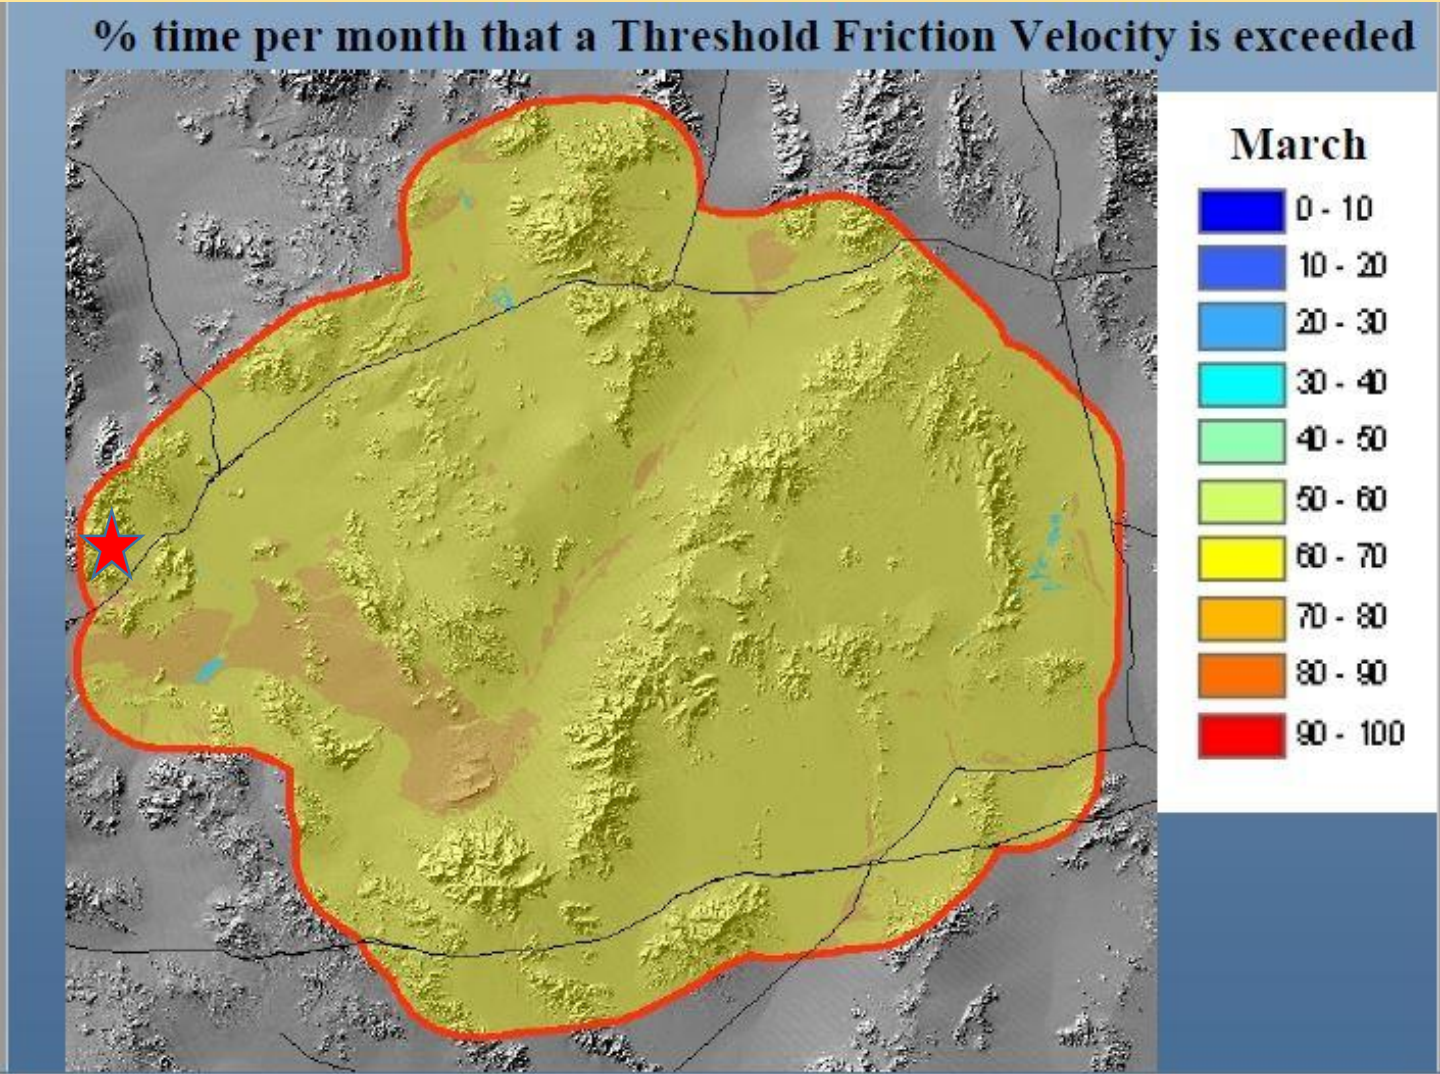 % time per month that a Threshold Friction Velocity is exceeded
March
0 - 10
10 - 20
20 - 30
30 - 40
40 - 50
50 - 60
60 - 70
70 - 80
80 - 90
90 - 100